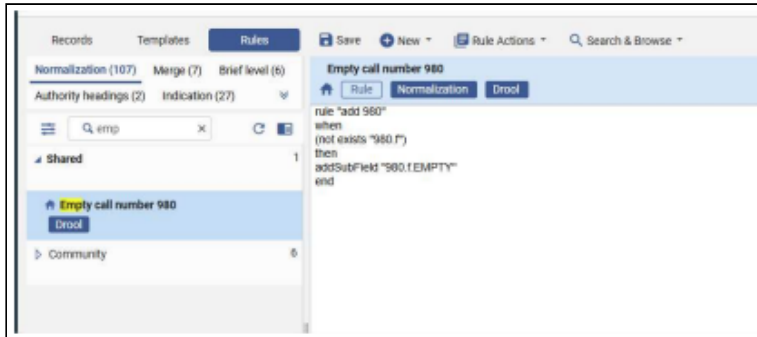 Records Templates Rules
Save New Rule Actions Search & Browse
Normalization (107) Merge (7) Brief level (6)
Authority headings (2) Indication (27)
emp
Shared 1
Empty call number 980
Drool
Community 6
Empty call number 980
Rule Normalization Drool
rule "add 980"
when
(not exists "980.f")
then
addSubField "980.f.EMPTY"
end